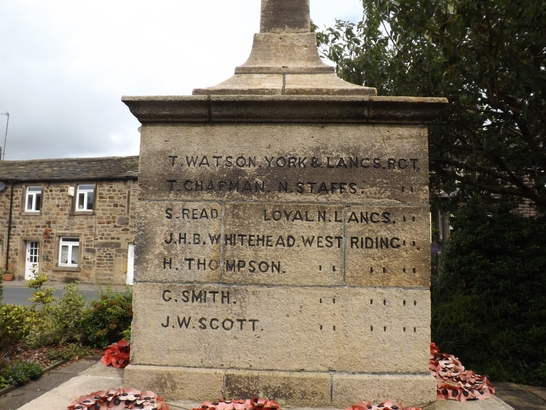 T. WATSON. YORK & LANCS. RGT.
T. CHAPMAN. N. STAFFS. " "
S. READ LOYAL N. LANCS. " "
J.H.B. WHITEHEAD. WEST RIDING " "
H. THOMPSON. " " " " " "
G. SMITH. " " " " " "
J.W. SCOTT. " " " " " "